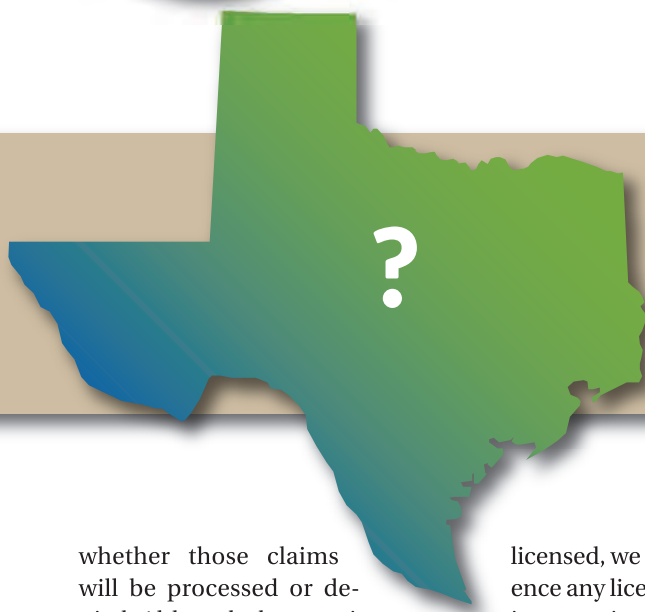 ?
whether those claims
will be processed or de-
licensed, we
ence any lice